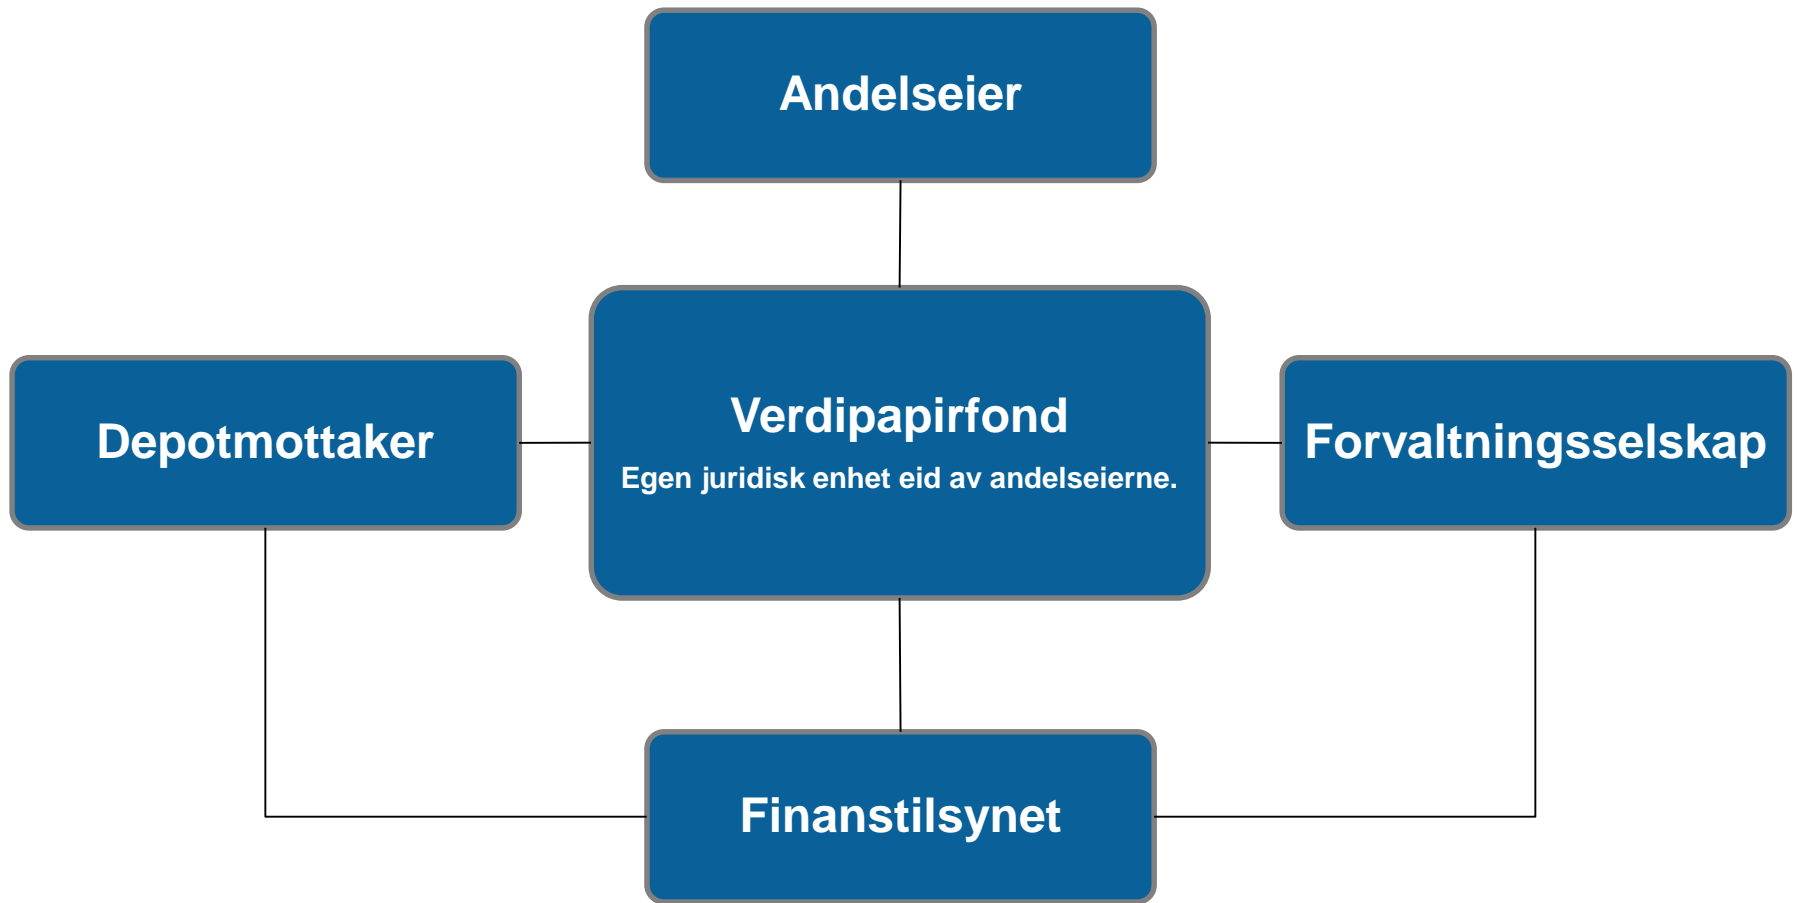 Andelseier
Verdipapirfond
Egen juridisk enhet eid av andelseierne.
Depotmottaker
Forvaltningsselskap
Finanstilsynet